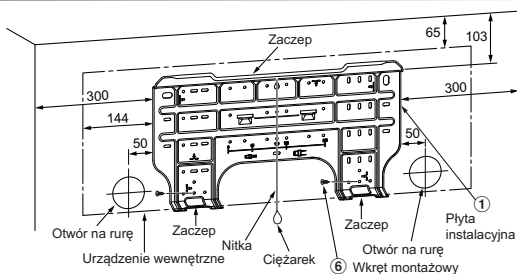 65
103
Zaczep
300
300
144
50
50
1
Płyta
instalacyjna
Otwór na rurę
Zaczep
Nitka
Zaczep
Urządzenie wewnętrzne
Ciężarek
6
Otwór na rurę
Wkręt montażowy